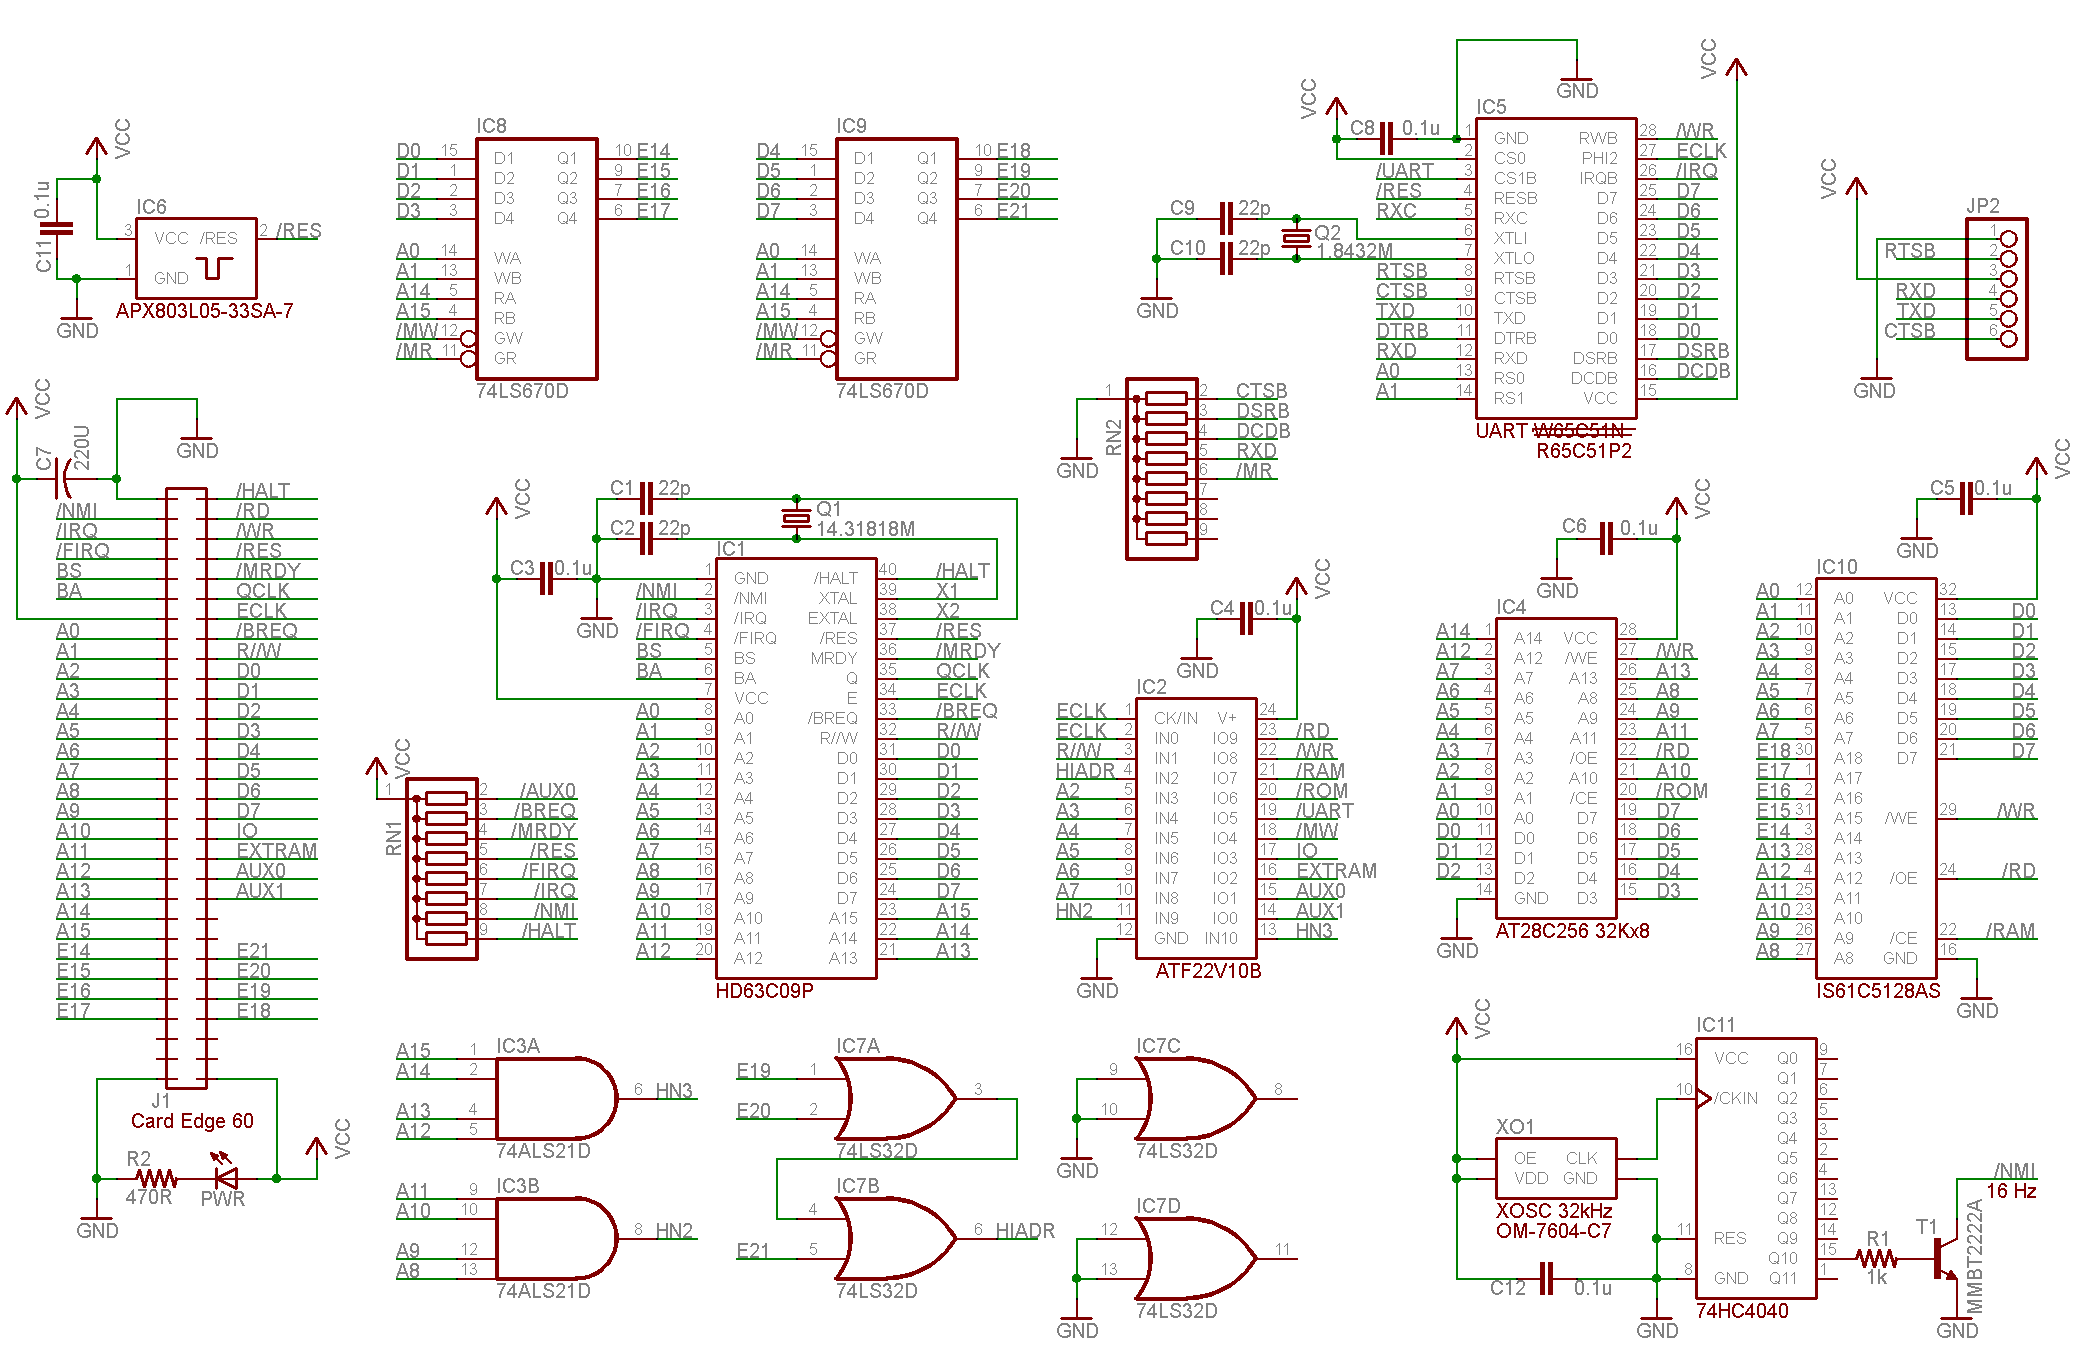 IC8
D0 15 D1 Q1 10 E14
D1 1 D2 Q2 9 E15
D2 2 D3 Q3 7 E16
D3 3 D4 Q4 6 E17
A0 14 WA
A1 13 WB
A14 5 RA
A15 4 RB
/MW 12 GW
/MR 11 GR
74LS670D
IC9
D4 15 D1 Q1 10 E18
D5 1 D2 Q2 9 E19
D6 2 D3 Q3 7 E20
D7 3 D4 Q4 6 E21
A0 14 WA
A1 13 WB
A14 5 RA
A15 4 RB
/MW 12 GW
/MR 11 GR
74LS670D
VCC
C11 0.1u
IC6
3 VCC /RES 2 /RES
1 GND
APX803L05-33SA-7
GND
VCC
VCC
GND
IC5
C8 0.1u
1 GND RWB 28 /WR
2 CS0 PHI2 27 ECLK
/UART 3 CS1B IRQB 26 /IRQ
/RES 4 RESB D7 25 D7
RXC 5 RXC D6 24 D6
6 XTLI D5 23 D5
7 XTLO D4 22 D4
RTSB 8 RTSB D3 21 D3
CTSB 9 CTSB D2 20 D2
TXD 10 TXD D1 19 D1
DTRB 11 DTRB D0 18 D0
RXD 12 RXD DSRB 17 DSRB
A0 13 RS0 DCDB 16 DCDB
A1 14 RS1 VCC 15
UART W65C51N
R65C51P2
C9 22p
C10 22p
Q2
1.8432M
GND
VCC
JP2
1
RTSB 2
3
RXD 4
TXD 5
CTSB 6
GND
RN2
1
2 CTSB
3 DSRB
4 DCDB
5 RXD
6 /MR
7
8
9
GND
VCC
C7 220U
GND
/HALT
/NMI /RD
/IRQ /WR
/FIRQ /RES
BS /MRDY
BA QCLK
ECLK
A0 /BREQ
A1 R//W
A2 D0
A3 D1
A4 D2
A5 D3
A6 D4
A7 D5
A8 D6
A9 D7
A10 IO
A11 EXTRAM
A12 AUX0
A13 AUX1
A14
A15
E14 E21
E15 E20
E16 E19
E17 E18
J1
Card Edge 60
R2
470R
PWR
VCC
GND
VCC
RN1
1
2 /AUX0
3 /BREQ
4 /MRDY
5 /RES
6 /FIRQ
7 /IRQ
8 /NMI
9 /HALT
VCC
C1 22p
C2 22p
Q1
14.31818M
C3 0.1u
GND
IC1
1 GND /HALT 40 /HALT
/NMI 2 /NMI XTAL 39 X1
/IRQ 3 /IRQ EXTAL 38 X2
/FIRQ 4 /FIRQ /RES 37 /RES
BS 5 BS MRDY 36 /MRDY
BA 6 BA Q 35 QCLK
7 VCC E 34 ECLK
A0 8 A0 /BREQ 33 /BREQ
A1 9 A1 R//W 32 R//W
A2 10 A2 D0 31 D0
A3 11 A3 D1 30 D1
A4 12 A4 D2 29 D2
A5 13 A5 D3 28 D3
A6 14 A6 D4 27 D4
A7 15 A7 D5 26 D5
A8 16 A8 D6 25 D6
A9 17 A9 D7 24 D7
A10 18 A10 A15 23 A15
A11 19 A11 A14 22 A14
A12 20 A12 A13 21 A13
HD63C09P
VCC
C4 0.1u
GND
IC2
ECLK 1 CK/IN V+ 24
ECLK 2 IN0 IO9 23 /RD
R//W 3 IN1 IO8 22 /WR
HIADR 4 IN2 IO7 21 /RAM
A2 5 IN3 IO6 20 /ROM
A3 6 IN4 IO5 19 /UART
A4 7 IN5 IO4 18 /MW
A5 8 IN6 IO3 17 IO
A6 9 IN7 IO2 16 EXTRAM
A7 10 IN8 IO1 15 AUX0
HN2 11 IN9 IO0 14 AUX1
12 GND IN10 13 HN3
GND
ATF22V10B
VCC
C6 0.1u
GND
IC4
A14 1 A14 VCC 28
A12 2 A12 /WE 27 /WR
A7 3 A7 A13 26 A13
A6 4 A6 A8 25 A8
A5 5 A5 A9 24 A9
A4 6 A4 A11 23 A11
A3 7 A3 /OE 22 /RD
A2 8 A2 A10 21 A10
A1 9 A1 /CE 20 /ROM
A0 10 A0 D7 19 D7
D0 11 D0 D6 18 D6
D1 12 D1 D5 17 D5
D2 13 D2 D4 16 D4
14 GND D3 15 D3
GND
AT28C256 32Kx8
VCC
C5 0.1u
GND
IC10
A0 12 A0 VCC 32
A1 11 A1 D0 13 D0
A2 10 A2 D1 14 D1
A3 9 A3 D2 15 D2
A4 8 A4 D3 17 D3
A5 7 A5 D4 18 D4
A6 6 A6 D5 19 D5
A7 5 A7 D6 20 D6
E18 30 A18 D7 21 D7
E17 1 A17
E16 2 A16
E15 31 A15 /WE 29 /WR
E14 3 A14
A13 28 A13
A12 4 A12 /OE 24 /RD
A11 25 A11
A10 23 A10
A9 26 A9 /CE 22 /RAM
A8 27 A8 GND 16
IS61C5128AS
GND
IC3A
A15 1
A14 2
6 HN3
A13 4
A12 5
74ALS21D
IC3B
A11 9
A10 10
8 HN2
A9 12
A8 13
74ALS21D
IC7A
E19 1
3
E20 2
74LS32D
IC7B
4
6 HIADR
E21 5
74LS32D
IC7C
9
8
10
74LS32D
GND
IC7D
12
11
13
74LS32D
GND
VCC
IC11
16 VCC Q0 9
Q1 7
10 /CKIN Q2 6
Q3 5
Q4 3
Q5 2
Q6 4
Q7 13
Q8 12
11 RES Q9 14
Q10 15
8 GND Q11 1
74HC4040
XO1
OE CLK
VDD GND
XOSC 32kHz
OM-7604-C7
C12 0.1u
GND
R1
1k
T1
MMBT2222A
/NMI
16 Hz
GND